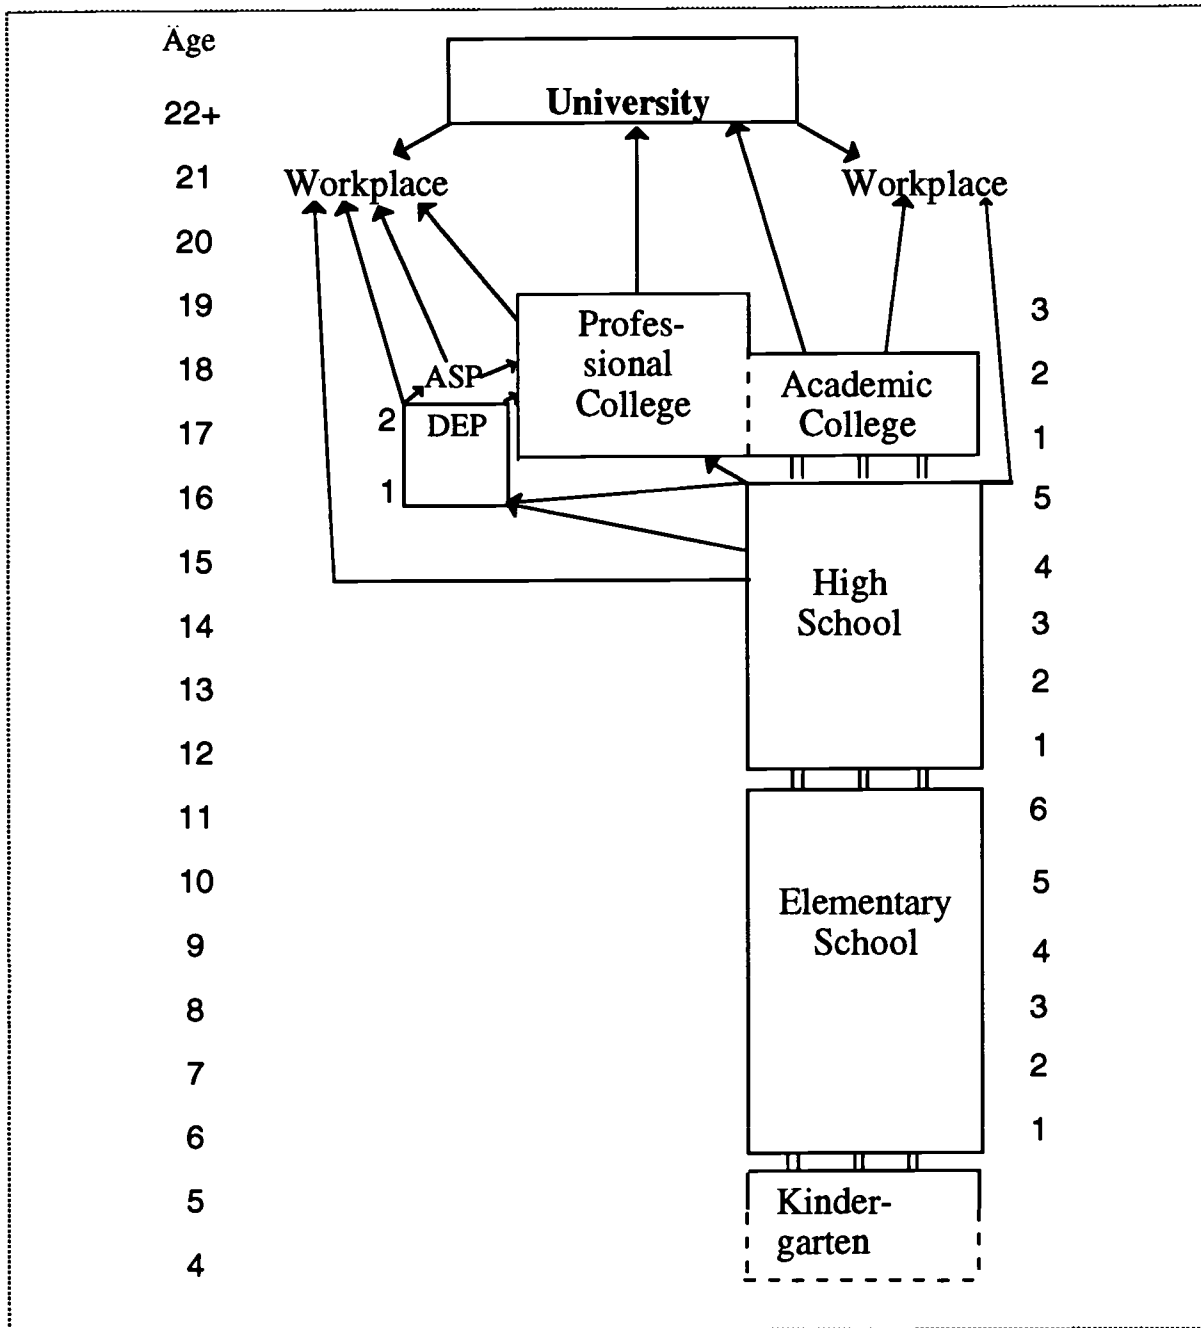 Äge
22+
University
21
Workplace
Workplace
20
19
Profes-
sional
College
3
18
ASP
Academic
College
2
17
2
DEP
1
16
1
5
15
High
School
4
14
3
13
2
12
1
11
6
10
Elementary
School
5
9
4
8
3
7
2
6
1
5
Kinder-
garten
4